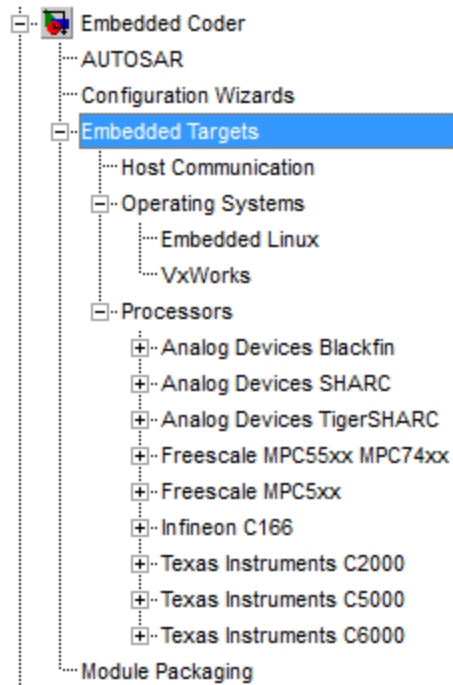 Embedded Coder
AUTOSAR
Configuration Wizards
Embedded Targets
Host Communication
Operating Systems
Embedded Linux
VxWorks
Processors
Analog Devices Blackfin
Analog Devices SHARC
Analog Devices TigerSHARC
Freescale MPC55xx MPC74xx
Freescale MPC5xx
Infineon C166
Texas Instruments C2000
Texas Instruments C5000
Texas Instruments C6000
Module Packaging